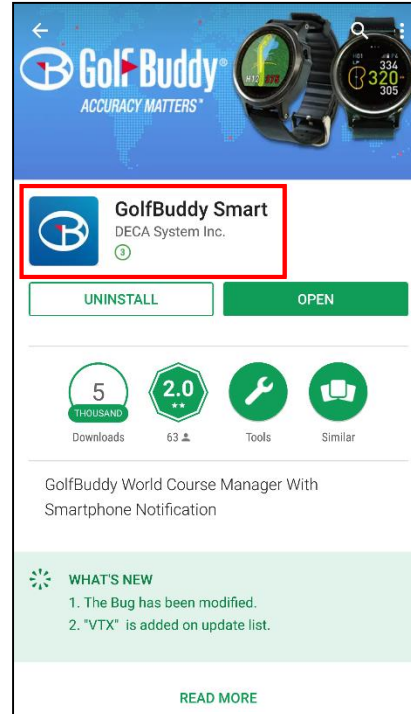 GolfBuddy®
ACCURACY MATTERS™
334
320
305
GolfBuddy Smart
DECA System Inc.
3
UNINSTALL
OPEN
5
THOUSAND
2.0
Downloads
63
Tools
Similar
GolfBuddy World Course Manager With
Smartphone Notification
WHAT'S NEW
1. The Bug has been modified.
2. "VTX" is added on update list.
READ MORE